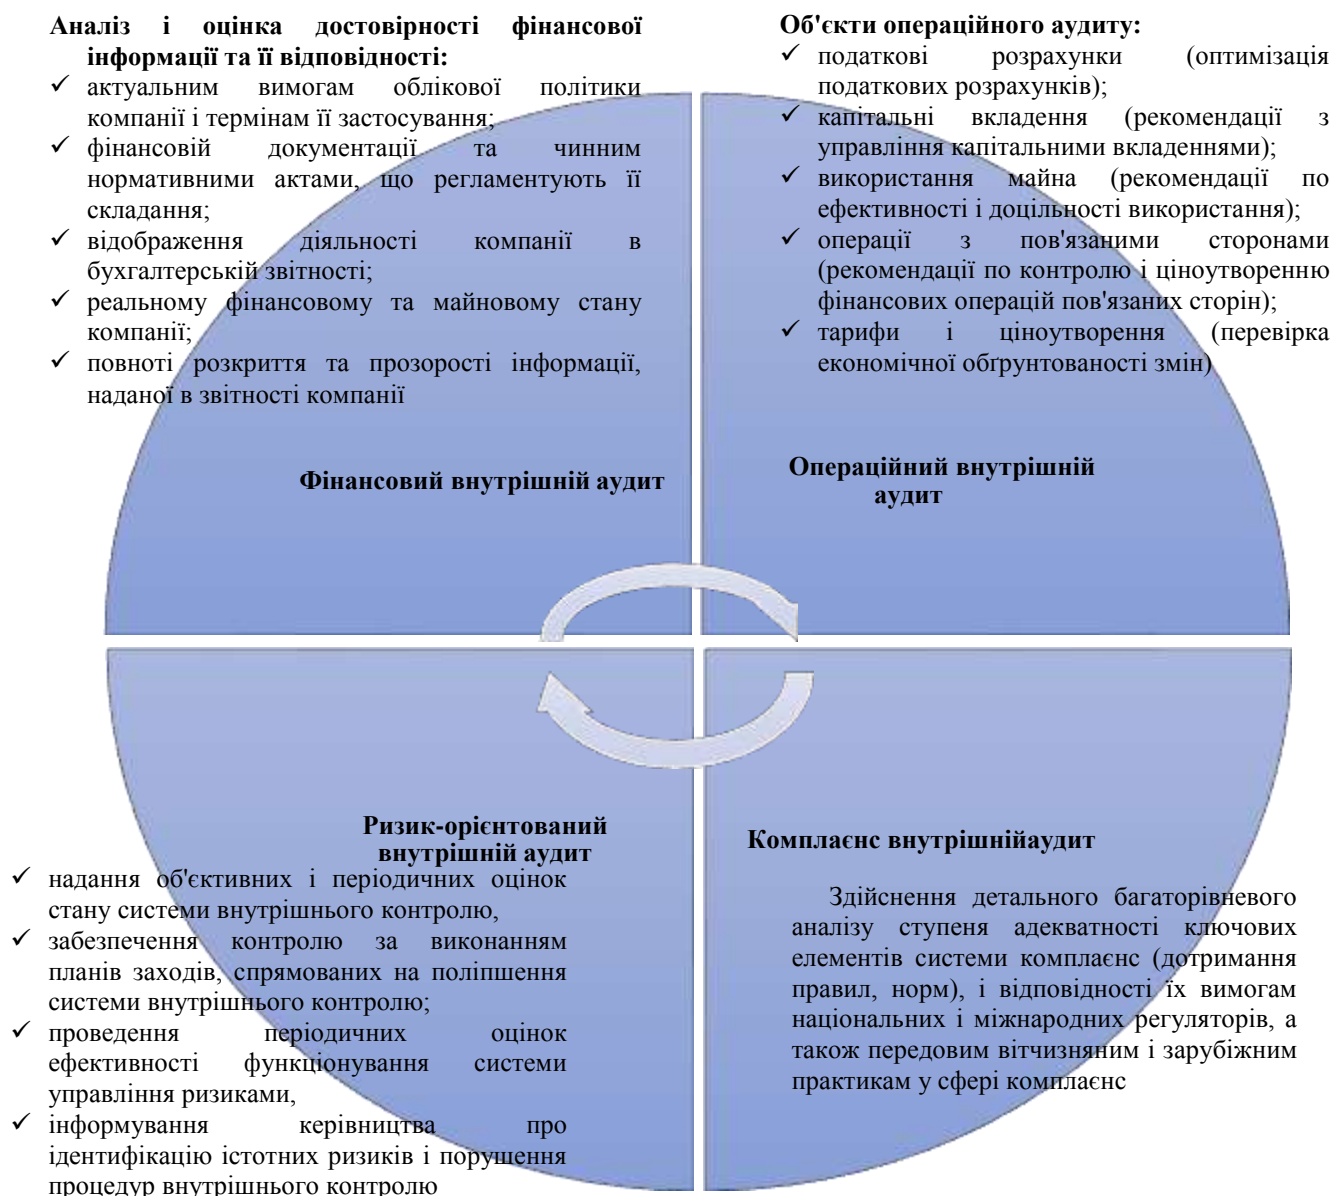 Аналіз і оцінка достовірності фінансової
інформації та її відповідності:
✓ актуальним вимогам облікової політики
компанії і термінам її застосування;
✓ фінансовій документації та чинним
нормативними актами, що регламентують її
складання;
✓ відображення діяльності компанії в
бухгалтерській звітності;
✓ реальному фінансовому та майновому стану
компанії;
✓ повноті розкриття та прозорості інформації,
наданої в звітності компанії
Фінансовий внутрішній аудит
Об'єкти операційного аудиту:
✓ податкові розрахунки (оптимізація
податкових розрахунків);
✓ капітальні вкладення (рекомендації з
управління капітальними вкладеннями);
✓ використання майна (рекомендації по
ефективності і доцільності використання);
✓ операції з пов'язаними сторонами
(рекомендації по контролю і ціноутворенню
фінансових операцій пов'язаних сторін);
✓ тарифи і ціноутворення (перевірка
економічної обґрунтованості змін)
Операційний внутрішній
аудит
Ризик-орієнтований
внутрішній аудит
✓ надання об'єктивних і періодичних оцінок
стану системи внутрішнього контролю,
✓ забезпечення контролю за виконанням
планів заходів, спрямованих на поліпшення
системи внутрішнього контролю;
✓ проведення періодичних оцінок
ефективності функціонування системи
управління ризиками,
✓ інформування керівництва про
ідентифікацію істотних ризиків і порушення
процедур внутрішнього контролю
Комплаєнс внутрішнійаудит
Здійснення детального багаторівневого
аналізу ступеня адекватності ключових
елементів системи комплаєнс (дотримання
правил, норм), і відповідності їх вимогам
національних і міжнародних регуляторів, а
також передовим вітчизняним і зарубіжним
практикам у сфері комплаєнс